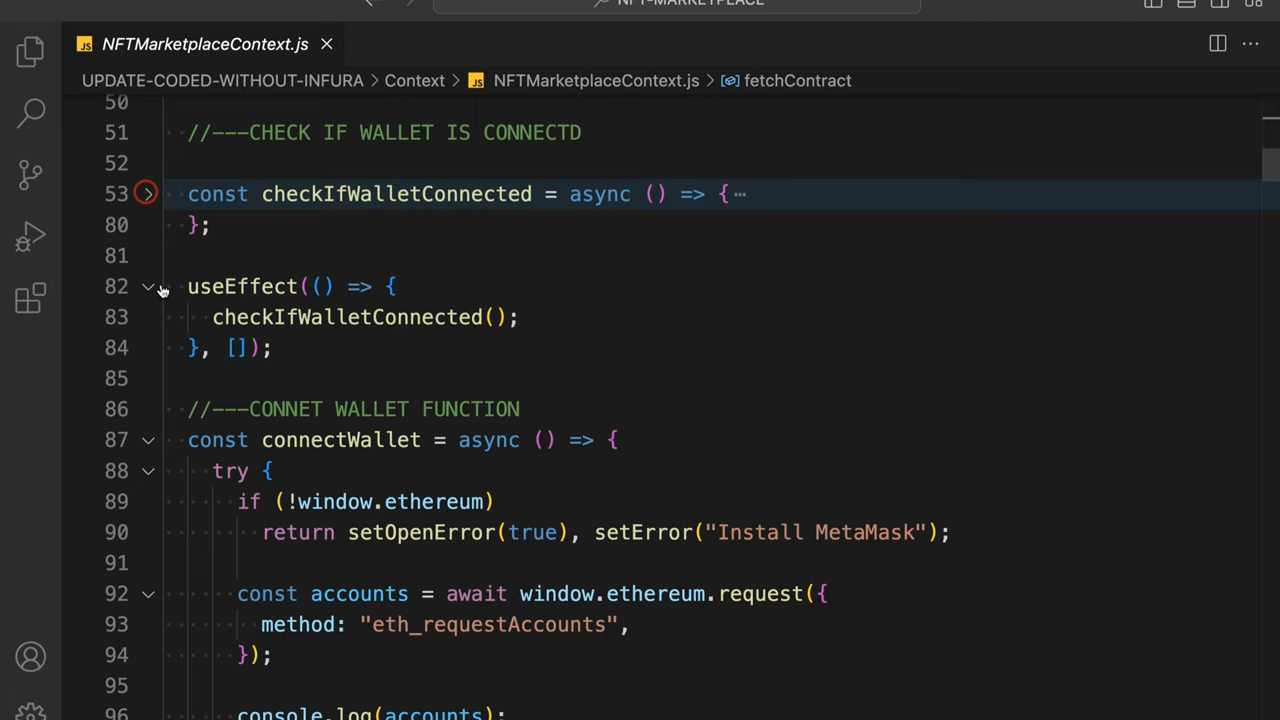 NFT-MARKETPLACE
NFTMarketplaceContext.js
UPDATE-CODED-WITHOUT-INFURA > Context > NFTMarketplaceContext.js > fetchContract
50
51 //---CHECK IF WALLET IS CONNECTD
52
53 const checkIfWalletConnected = async () => {
80 };
81
82 useEffect(() => {
83 checkIfWalletConnected();
84 }, []);
85
86 //---CONNET WALLET FUNCTION
87 const connectWallet = async () => {
88 try {
89 if (!window.ethereum)
90 return setOpenError(true), setError("Install MetaMask");
91
92 const accounts = await window.ethereum.request({
93 method: "eth_requestAccounts",
94 });
95
96 console.log(accounts);